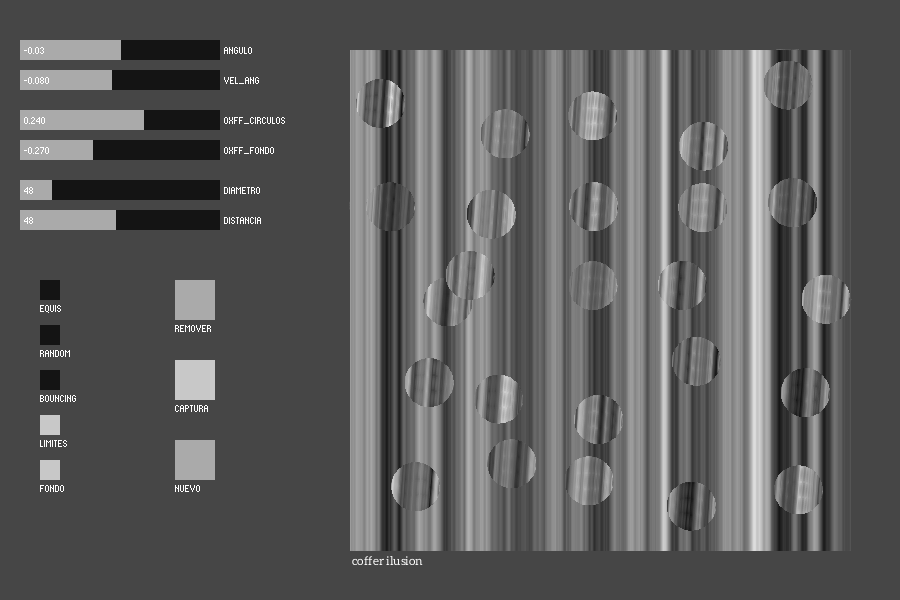 -0.03 ANGULO
-0.080 VEL_ANG
0.240 OXFF_CIRCULOS
-0.270 OXFF_FONDO
48 DIAMETRO
48 DISTANCIA
EQUIS
REMOVER
RANDOM
BOUNCING
CAPTURA
LIMITES
FONDO
NUEVO
coffer ilusion